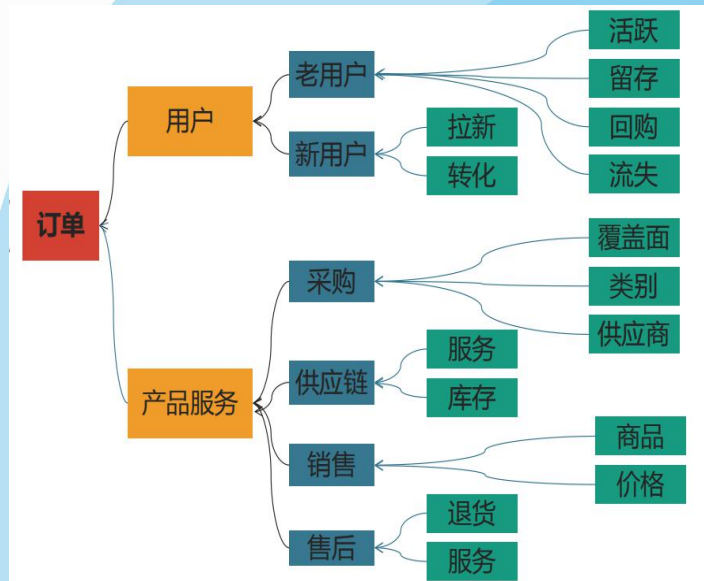 订单
用户
老用户
活跃
留存
回购
流失
新用户
拉新
转化
产品服务
采购
覆盖面
类别
供应商
供应链
服务
库存
销售
商品
价格
售后
退货
服务